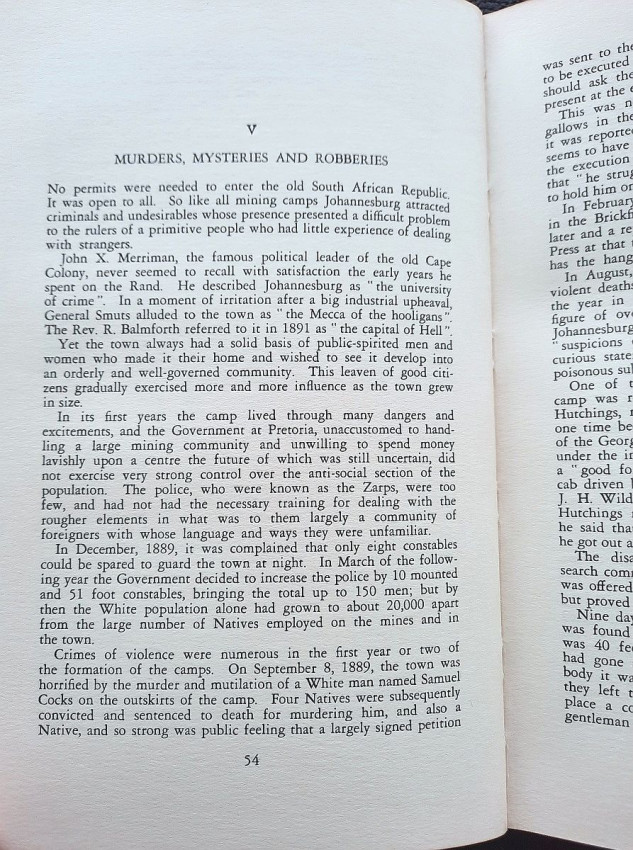 V
MURDERS, MYSTERIES AND ROBBERIES
No permits were needed to enter the old South African Republic.
It was open to all. So like all mining camps Johannesburg attracted
criminals and undesirables whose presence presented a difficult problem
to the rulers of a primitive people who had little experience of dealing
with strangers.
John X. Merriman, the famous political leader of the old Cape
Colony, never seemed to recall with satisfaction the early years he
spent on the Rand. He described Johannesburg as "the university
of crime". In a moment of irritation after a big industrial upheaval,
General Smuts alluded to the town as "the Mecca of the hooligans".
The Rev. R. Balmforth referred to it in 1891 as "the capital of Hell".
Yet the town always had a solid basis of public-spirited men and
women who made it their home and wished to see it develop into
an orderly and well-governed community. This leaven of good citi-
zens gradually exercised more and more influence as the town grew
in size.
In its first years the camp lived through many dangers and
excitements, and the Government at Pretoria, unaccustomed to hand-
ling a large mining community and unwilling to spend money
lavishly upon a centre the future of which was still uncertain, did
not exercise very strong control over the anti-social section of the
population. The police, who were known as the Zarps, were too
few, and had not had the necessary training for dealing with the
rougher elements in what was to them largely a community of
foreigners with whose language and ways they were unfamiliar.
In December, 1889, it was complained that only eight constables
could be spared to guard the town at night. In March of the follow-
ing year the Government decided to increase the police by 10 mounted
and 51 foot constables, bringing the total up to 150 men; but by
then the White population alone had grown to about 20,000 apart
from the large number of Natives employed on the mines and in
the town.
Crimes of violence were numerous in the first year or two of
the formation of the camps. On September 8, 1889, the town was
horrified by the murder and mutilation of a White man named Samuel
Cocks on the outskirts of the camp. Four Natives were subsequently
convicted and sentenced to death for murdering him, and also a
Native, and so strong was public feeling that a largely signed petition
54
was sent to the
to be executed
should ask the
present at the
This was
gallows in the
it was reporte
seems to have
the execution
that "he strug
to hold him or
In February
in the Brickf
later and a re
Press at that
has the hang
In August,
violent deaths
the year in
figure of ov
Johannesburg
"suspicions
curious state
poisonous sul
One of t
camp was r
Hutchings,
one time be
of the Georg
under the in
a "good fo
cab driven
J. H. Wild
Hutchings
he said tha
he got out a
The disa
search com
was offered
but proved
Nine day
was found
was 40 fee
had gone
body it wa
they left t
place a co
gentleman